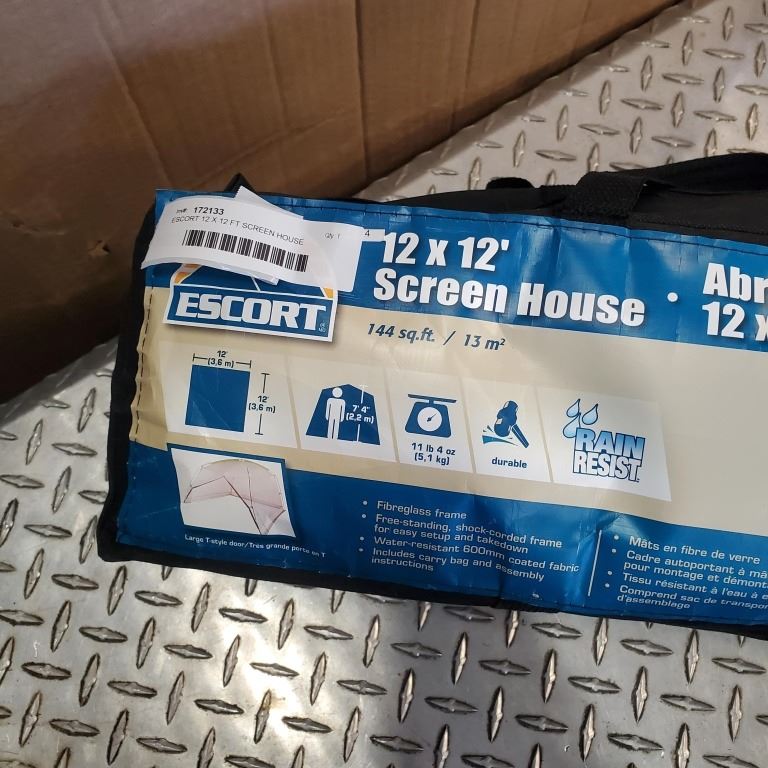 172133
ESCORT 12 X 12 FT SCREEN HOUSE
4
12 x 12'
Screen House • Abr
12 x
ESCORT
144 sq.ft. / 13 m²
12'
(3,6 m)
12'
(3,6 m)
7' 4"
(2,2 m)
11 lb 4 oz
(5,1 kg)
durable
RAIN
RESIST
Large T-style door/Très grande porte en T
• Fibreglass frame
• Free-standing, shock-corded frame
for easy setup and takedown
• Water-resistant 600mm coated fabric
• Includes carry bag and assembly
instructions
• Mâts en fibre de verre
• Cadre autoportant à mâ
pour montage et démont
• Tissu résistant à l'eau à e
• Comprend sac de transpor
d'assemblage